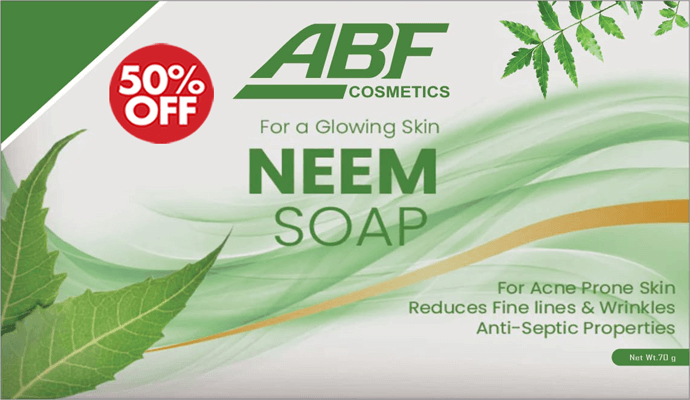 50%
OFF
ABF
COSMETICS
For a Glowing Skin
NEEM
SOAP
For Acne Prone Skin
Reduces Fine lines & Wrinkles
Anti-Septic Properties
Net Wt.70 g